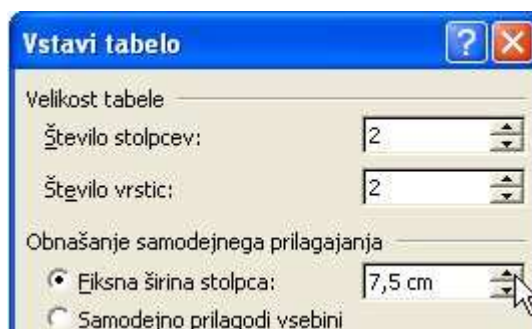 Vstavi tabelo
Velikost tabele
Število stolpcev: 2
Število vrstic: 2
Obnašanje samodejnega prilagajanja
Fiksna širina stolpca: 7,5 cm
Samodejno prilagodi vsebini